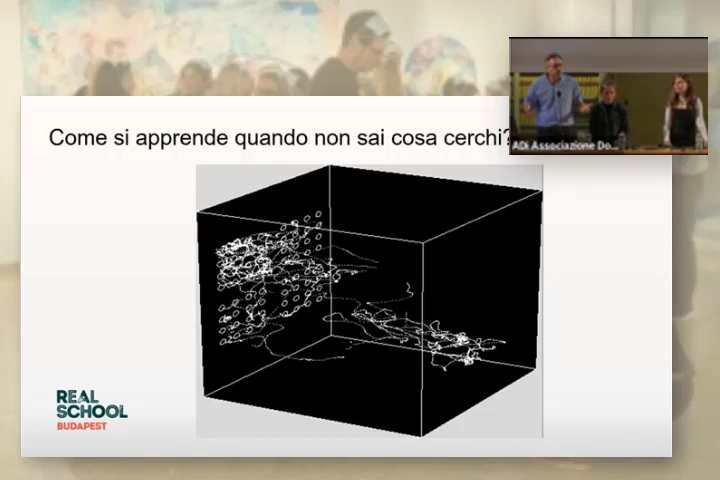 Come si apprende quando non sai cosa cerchi?
ADi Associazione Do...
REAL
SCHOOL
BUDAPEST